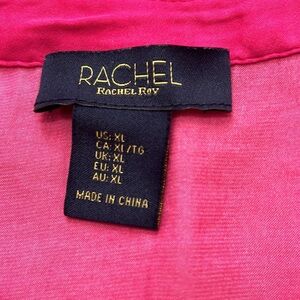 RACHEL
RACHEL ROY
US: XL
CA: XL/TG
UK: XL
EU: XL
AU: XL
MADE IN CHINA